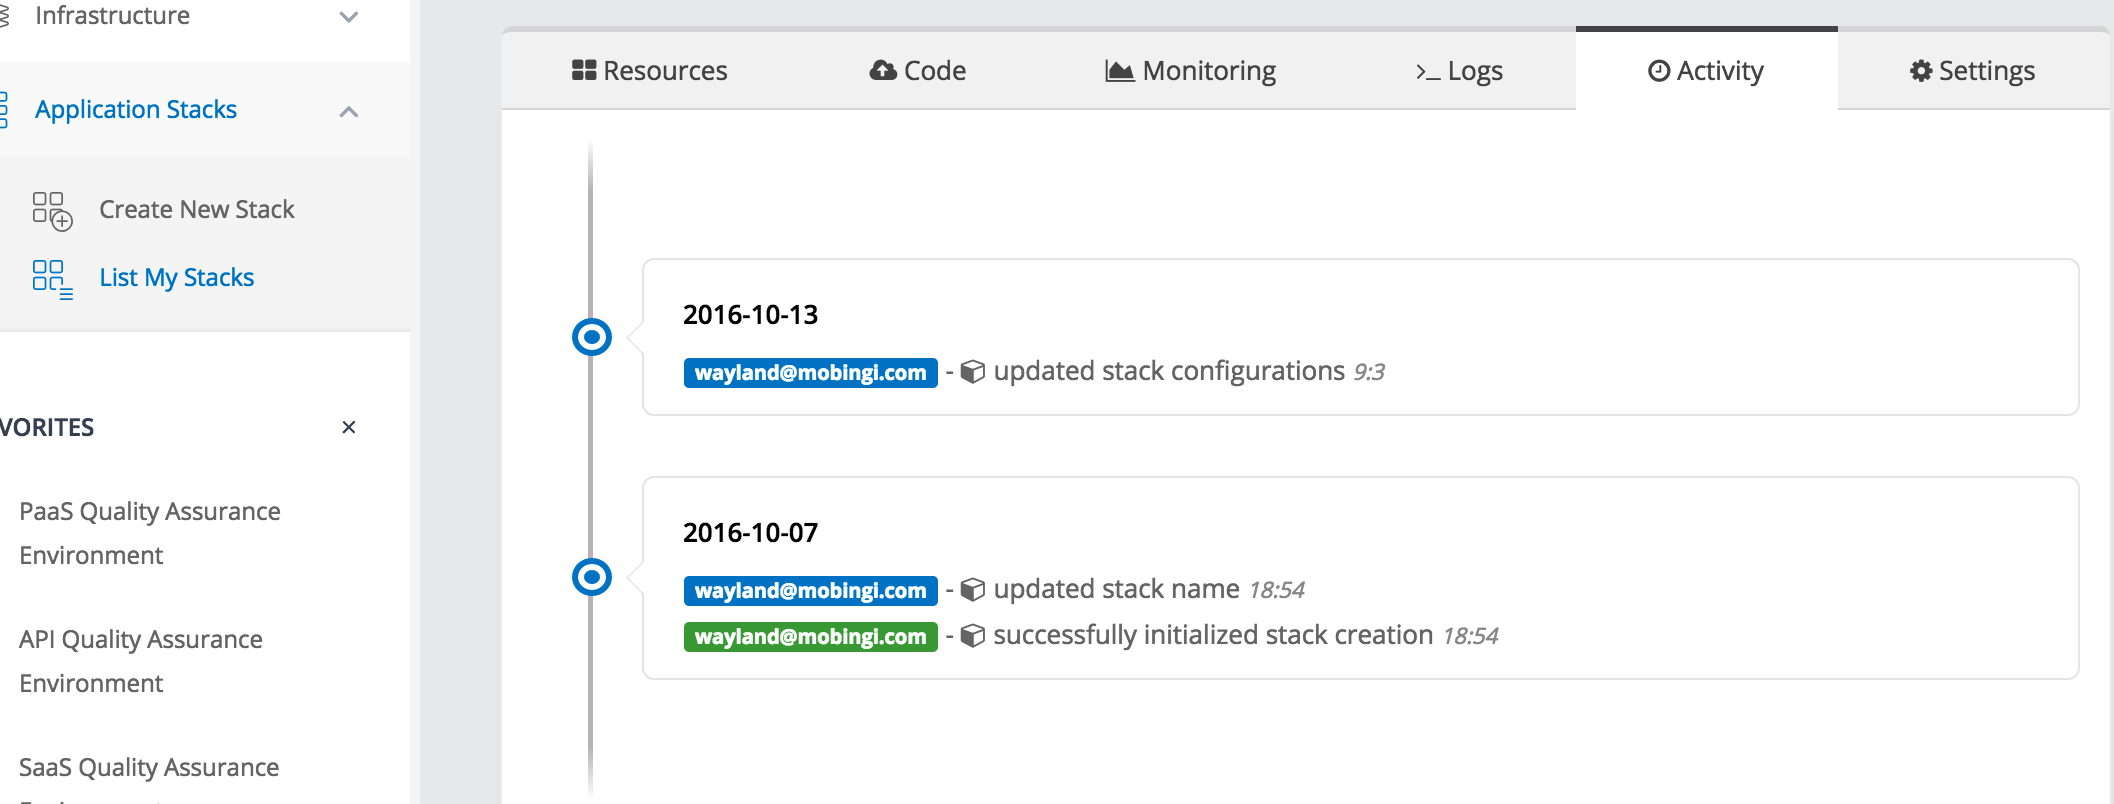 Infrastructure
Application Stacks
Create New Stack
List My Stacks
VORITES
PaaS Quality Assurance
Environment
API Quality Assurance
Environment
SaaS Quality Assurance
Resources
Code
Monitoring
Logs
Activity
Settings
2016-10-13
wayland@mobingi.com - updated stack configurations 9:3
2016-10-07
wayland@mobingi.com - updated stack name 18:54
wayland@mobingi.com - successfully initialized stack creation 18:54